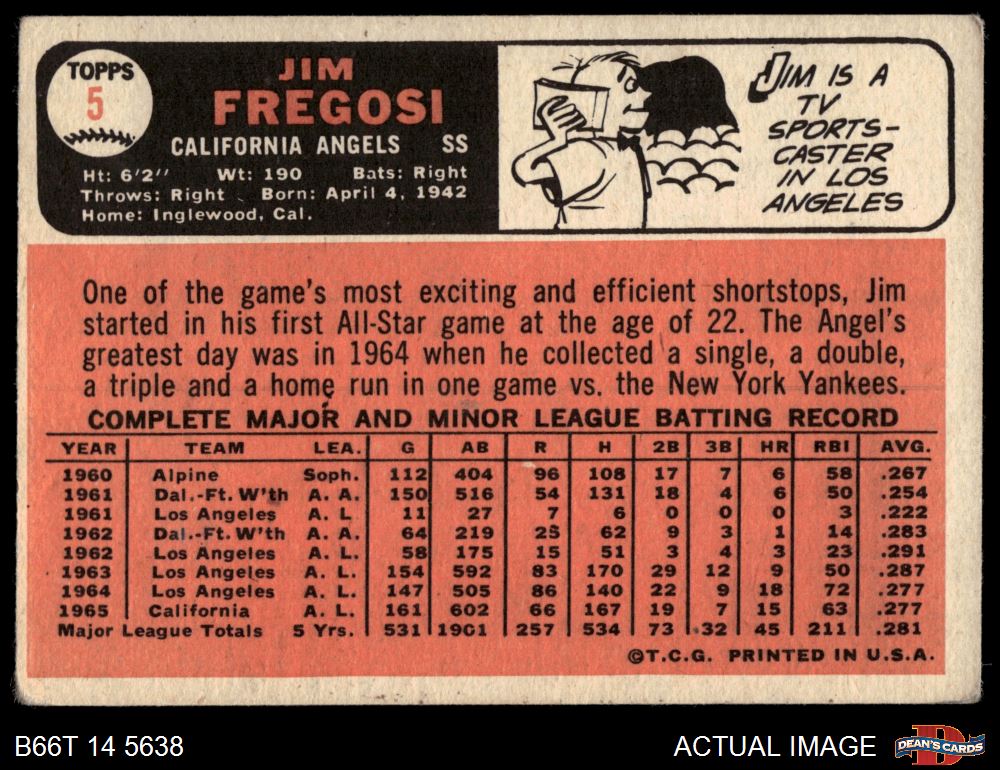 TOPPS
5
JIM
FREGOSI
CALIFORNIA ANGELS SS
Ht: 6'2" Wt: 190 Bats: Right
Throws: Right Born: April 4, 1942
Home: Inglewood, Cal.
JIM IS A
TV
SPORTS-
CASTER
IN LOS
ANGELES
One of the game's most exciting and efficient shortstops, Jim
started in his first All-Star game at the age of 22. The Angel's
greatest day was in 1964 when he collected a single, a double,
a triple and a home run in one game vs. the New York Yankees.
COMPLETE MAJOR AND MINOR LEAGUE BATTING RECORD
YEAR TEAM LEA. G AB R H 2B 3B HR RBI AVG.
1960 Alpine Soph. 112 404 96 108 17 7 6 58 .267
1961 Dal.-Ft. W'th A. A. 150 516 54 131 18 4 6 50 .254
1961 Los Angeles A. L 11 27 7 6 0 0 0 3 .222
1962 Dal.-Ft. W'th A. A. 64 219 25 62 9 3 1 14 .283
1962 Los Angeles A. L. 58 175 15 51 3 4 3 23 .291
1963 Los Angeles A. L. 154 592 83 170 29 12 9 50 .287
1964 Los Angeles A. L. 147 505 86 140 22 9 18 72 .277
1965 California A. L. 161 602 66 167 19 7 15 63 .277
Major League Totals 5 Yrs. 531 1901 257 534 73 32 45 211 .281
©T.C.G. PRINTED IN U.S.A.
B66T 14 5638
ACTUAL IMAGE
DEAN'S CARDS